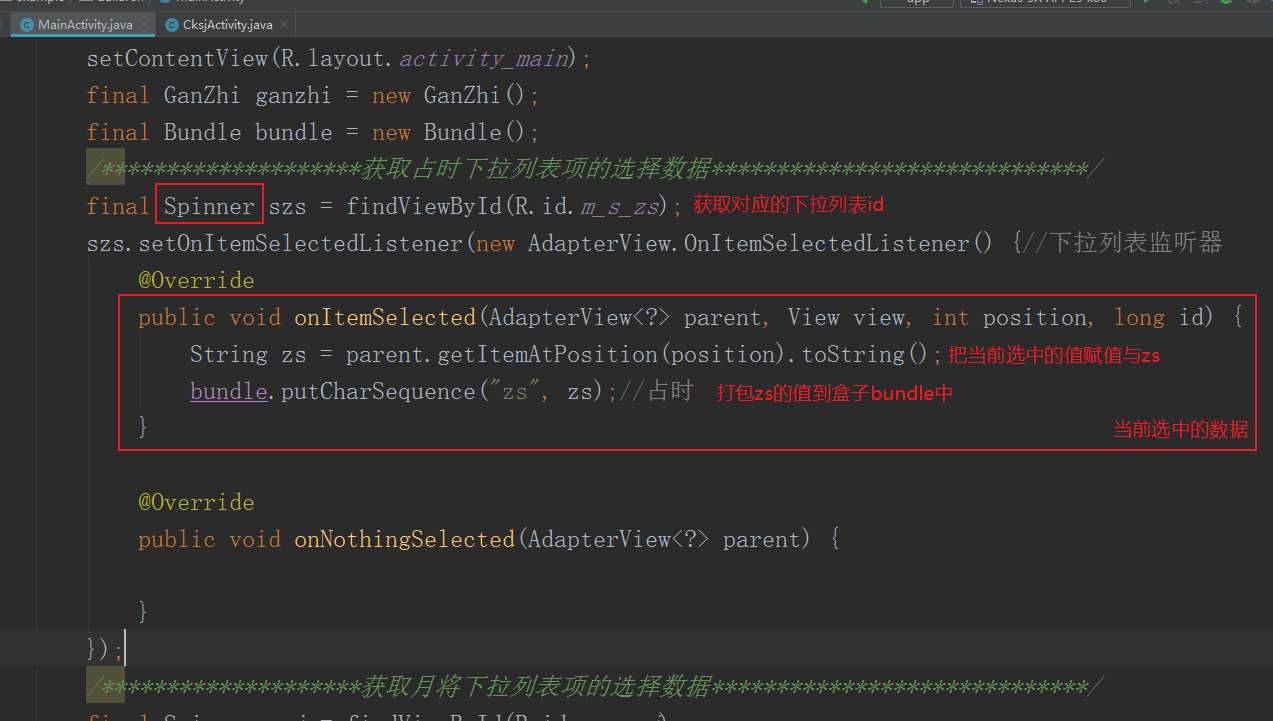 MainActivity.java CksjActivity.java
setContentView(R.layout.activity_main);
final GanZhi ganzhi = new GanZhi();
final Bundle bundle = new Bundle();
/********************获取占时下拉列表项的选择数据*****************************/
final Spinner szs = findViewById(R.id.m_s_zs); 获取对应的下拉列表id
szs.setOnItemSelectedListener(new AdapterView.OnItemSelectedListener() {//下拉列表监听器
@Override
public void onItemSelected(AdapterView<?> parent, View view, int position, long id) {
String zs = parent.getItemAtPosition(position).toString(); 把当前选中的值赋值与zs
bundle.putCharSequence("zs", zs);//占时 打包zs的值到盒子bundle中
}
当前选中的数据
@Override
public void onNothingSelected(AdapterView<?> parent) {
}
});
/********************获取月将下拉列表项的选择数据*****************************/